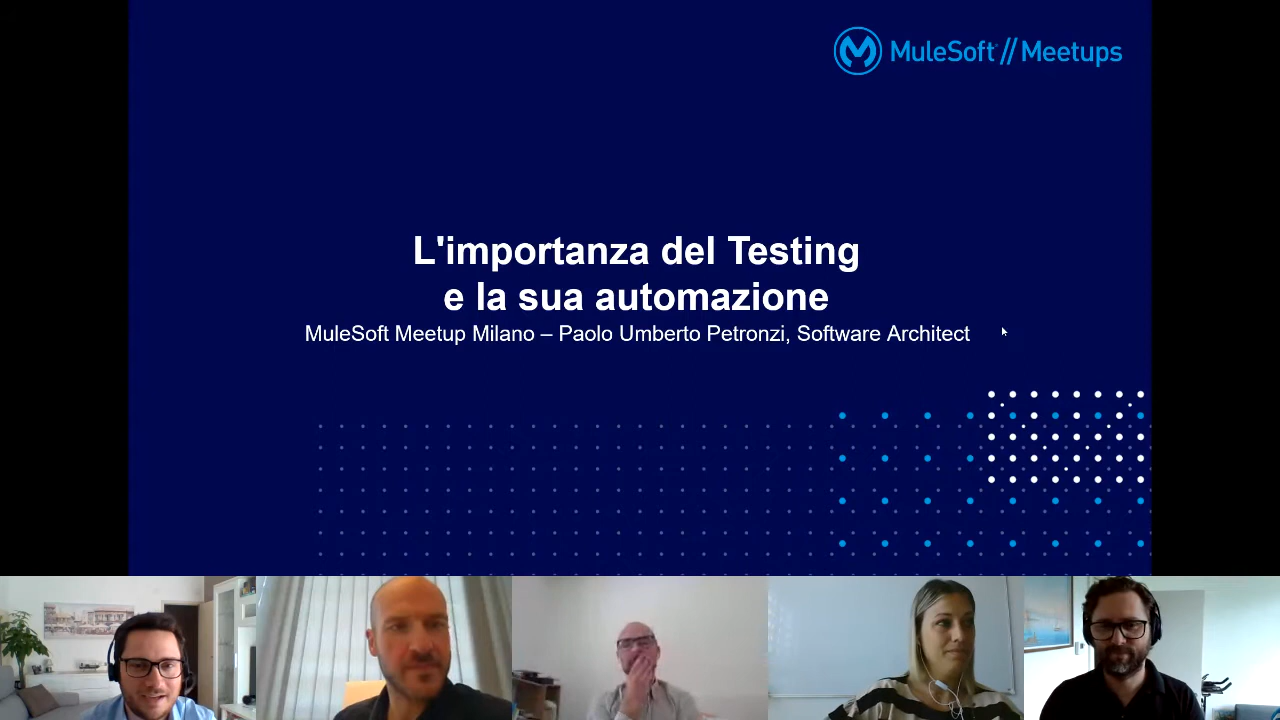 MuleSoft // Meetups
L'importanza del Testing
e la sua automazione
MuleSoft Meetup Milano – Paolo Umberto Petronzi, Software Architect